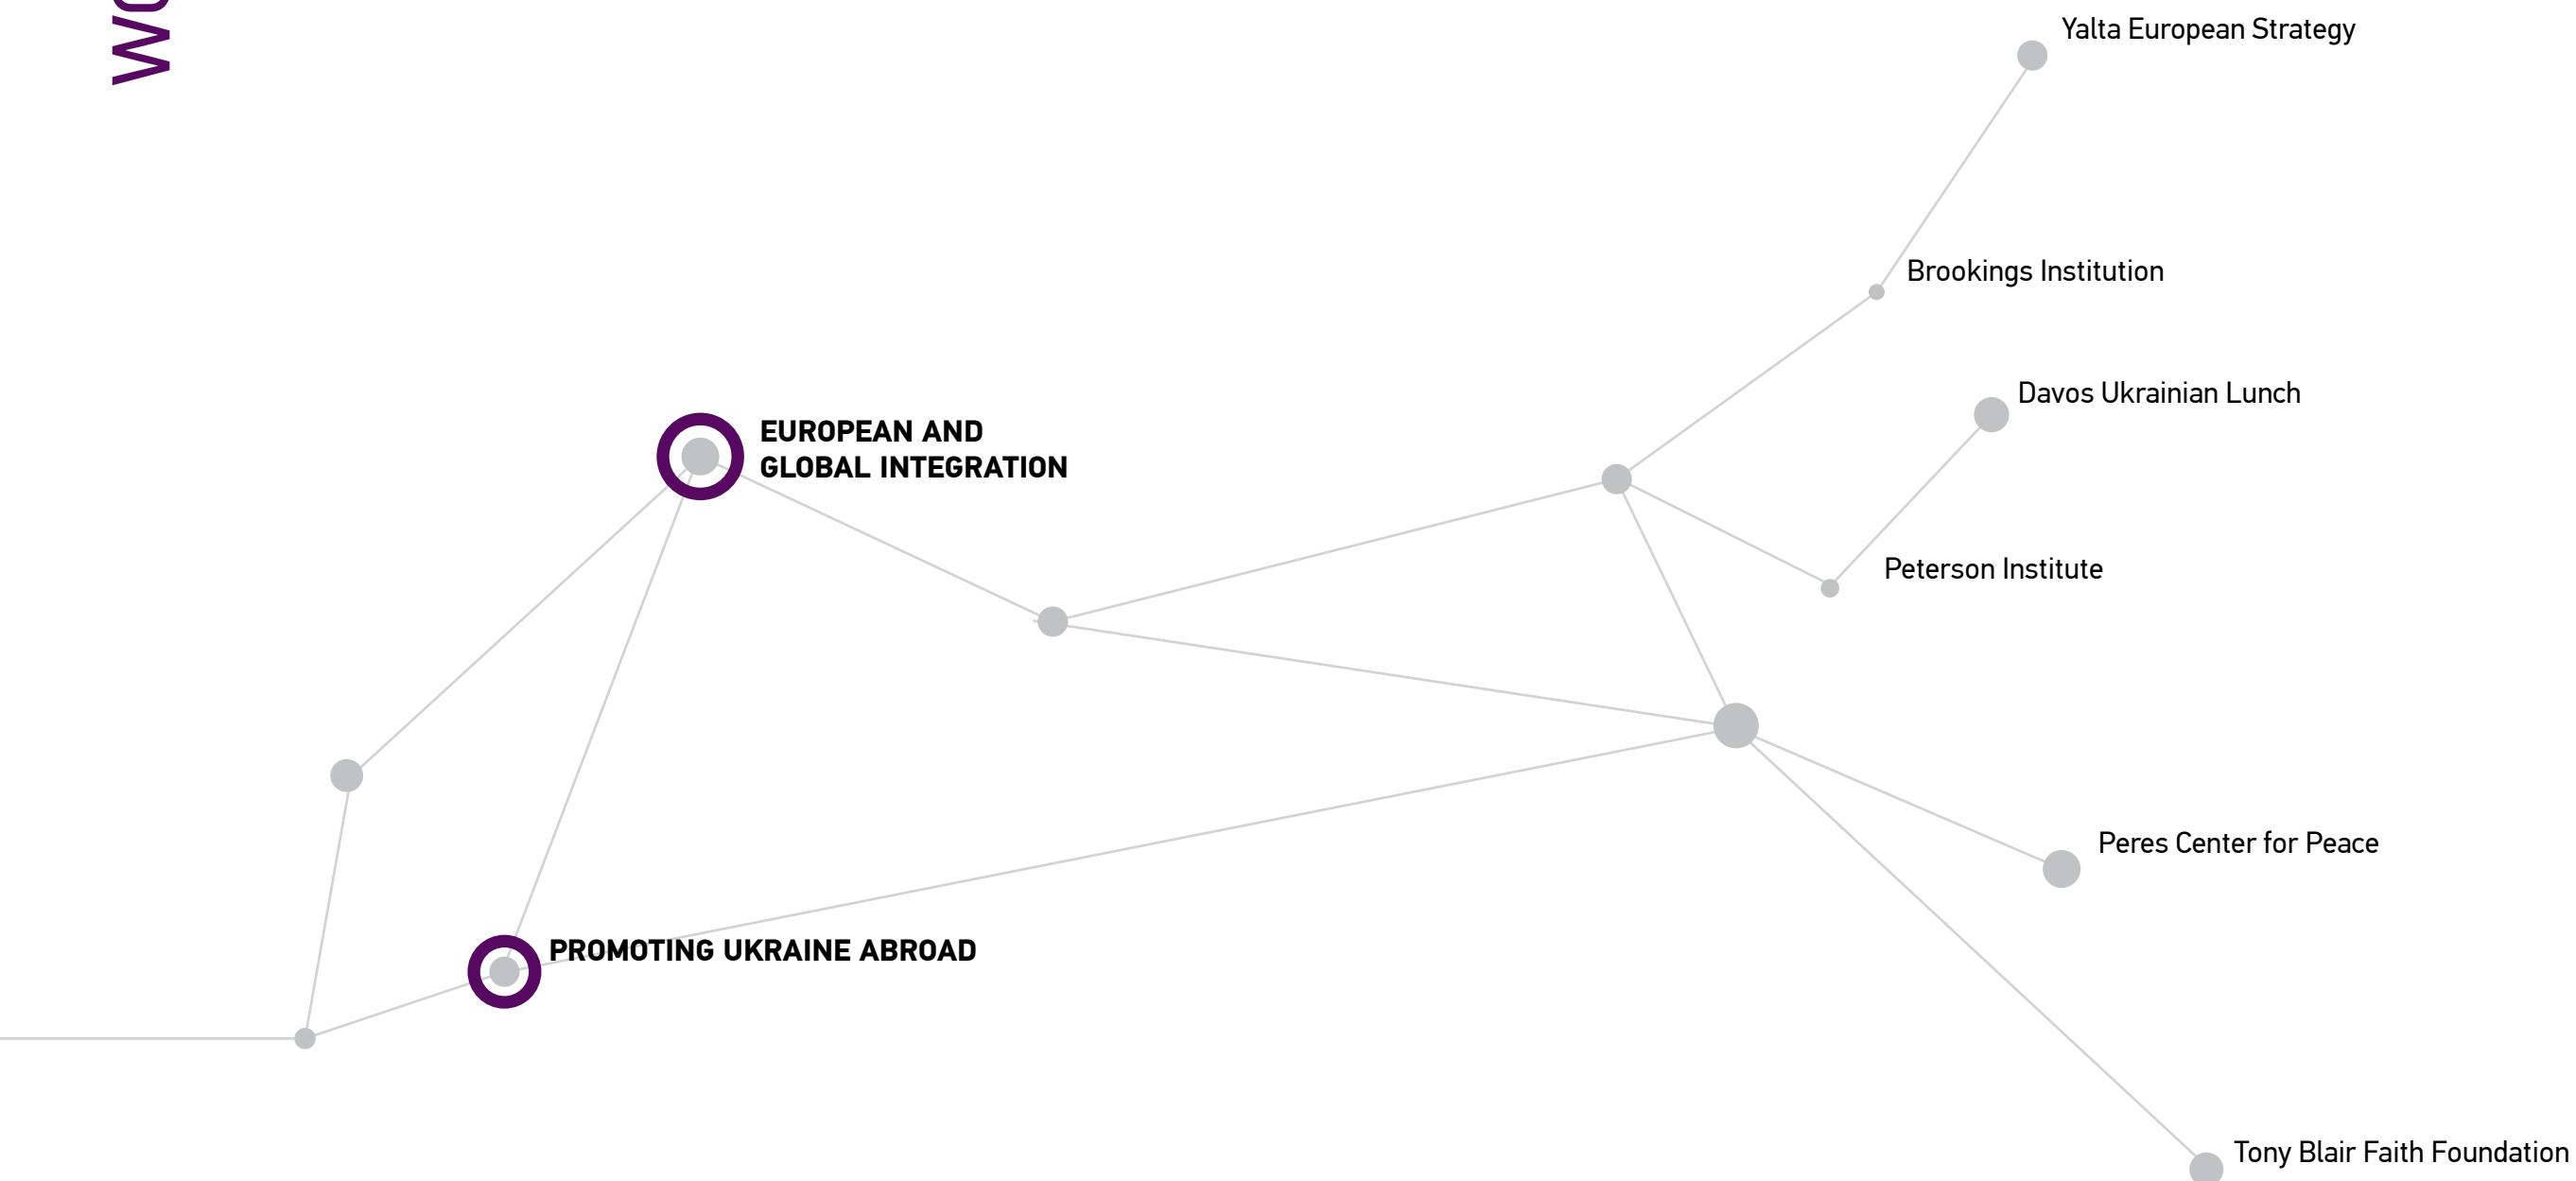 Yalta European Strategy
Brookings Institution
Davos Ukrainian Lunch
EUROPEAN AND
GLOBAL INTEGRATION
Peterson Institute
Peres Center for Peace
PROMOTING UKRAINE ABROAD
Tony Blair Faith Foundation